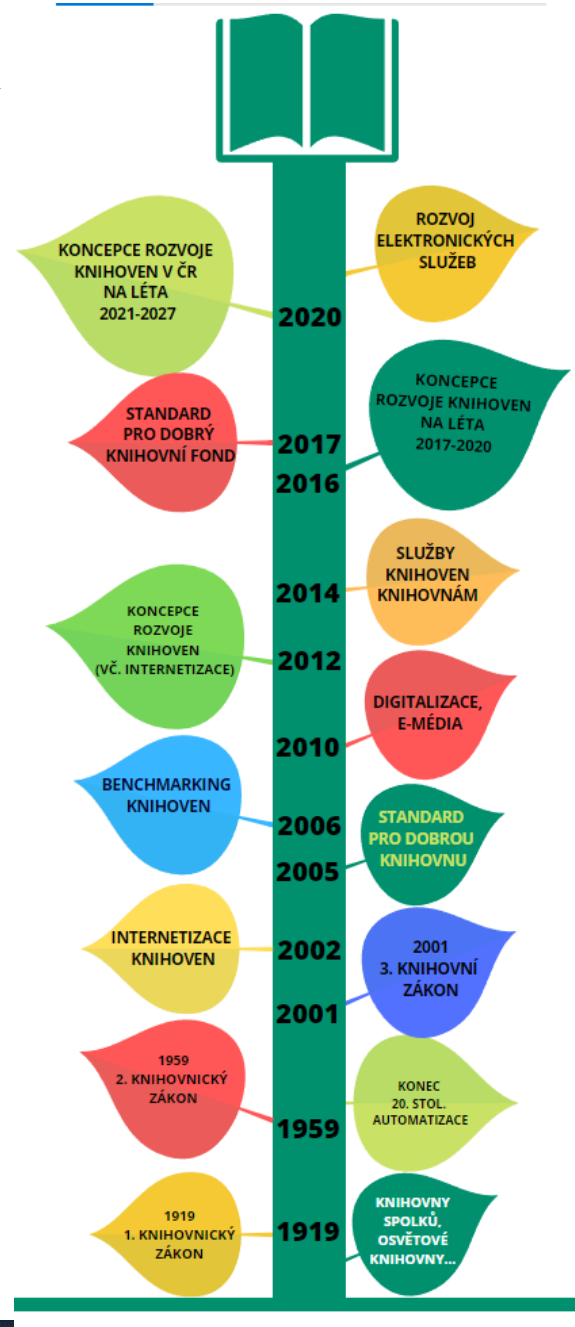 ROZVOJ
ELEKTRONICKÝCH
SLUŽEB
KONCEPCE ROZVOJE
KNIHOVEN V ČR
NA LÉTA
2021-2027
2020
KONCEPCE
ROZVOJE KNIHOVEN
NA LÉTA
2017-2020
STANDARD
PRO DOBRÝ
KNIHOVNÍ FOND
2017
2016
SLUŽBY
KNIHOVEN
KNIHOVNÁM
2014
KONCEPCE
ROZVOJE
KNIHOVEN
(VČ. INTERNETIZACE)
2012
DIGITALIZACE,
E-MÉDIA
2010
BENCHMARKING
KNIHOVEN
2006
STANDARD
PRO DOBROU
KNIHOVNU
2005
INTERNETIZACE
KNIHOVEN
2002
2001
3. KNIHOVNÍ
ZÁKON
2001
1959
2. KNIHOVNICKÝ
ZÁKON
KONEC
20. STOL.
AUTOMATIZACE
1959
1919
1. KNIHOVNICKÝ
ZÁKON
1919
KNIHOVNY
SPOLKŮ,
OSVĚTOVÉ
KNIHOVNY...